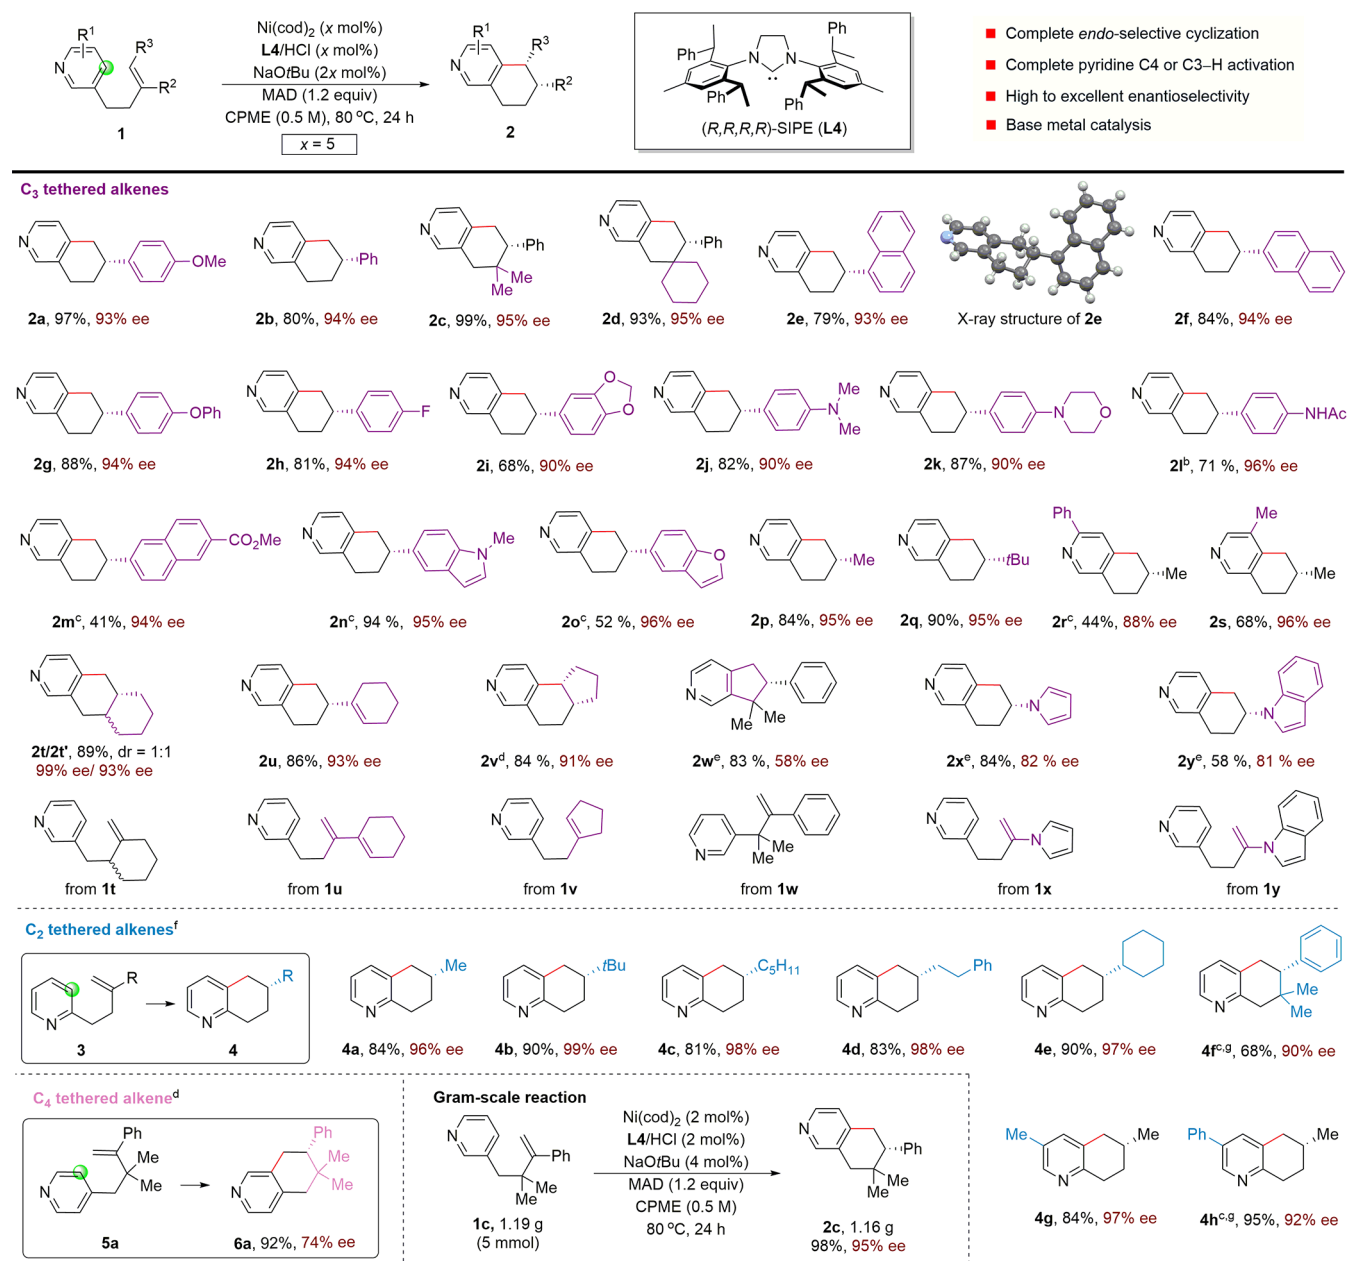 R¹
R³
R²
N
1
Ni(cod)₂ (x mol%)
L4/HCl (x mol%)
NaOtBu (2x mol%)
MAD (1.2 equiv)
CPME (0.5 M), 80 °C, 24 h
x = 5
R¹
R³
R²
N
2
Ph
Ph
N
N
Ph
Ph
(R,R,R,R)-SIPE (L4)
Complete endo-selective cyclization
Complete pyridine C4 or C3–H activation
High to excellent enantioselectivity
Base metal catalysis
C₃ tethered alkenes
N
OMe
2a, 97%, 93% ee
N
Ph
2b, 80%, 94% ee
N
Ph
Me
Me
2c, 99%, 95% ee
N
Ph
2d, 93%, 95% ee
N
2e, 79%, 93% ee
X-ray structure of 2e
N
2f, 84%, 94% ee
N
OPh
2g, 88%, 94% ee
N
F
2h, 81%, 94% ee
N
O
O
2i, 68%, 90% ee
N
Me
N
Me
2j, 82%, 90% ee
N
N
O
2k, 87%, 90% ee
N
NHAc
2lᵇ, 71 %, 96% ee
N
CO₂Me
2mᶜ, 41%, 94% ee
N
N
Me
2nᶜ, 94 %, 95% ee
N
O
2oᶜ, 52 %, 96% ee
N
Me
2p, 84%, 95% ee
N
tBu
2q, 90%, 95% ee
Ph
N
Me
2rᶜ, 44%, 88% ee
Me
N
Me
2s, 68%, 96% ee
N
2t/2t', 89%, dr = 1:1
99% ee/ 93% ee
N
2u, 86%, 93% ee
N
2vᵈ, 84 %, 91% ee
N
Me
Me
2wᵉ, 83 %, 58% ee
N
N
2xᵉ, 84%, 82 % ee
N
N
2yᵉ, 58 %, 81 % ee
N
from 1t
N
from 1u
N
from 1v
N
Me
Me
from 1w
N
N
from 1x
N
N
from 1y
C₂ tethered alkenesᶠ
R
N
3
R
N
4
Me
N
4a, 84%, 96% ee
tBu
N
4b, 90%, 99% ee
C₅H₁₁
N
4c, 81%, 98% ee
Ph
N
4d, 83%, 98% ee
N
4e, 90%, 97% ee
N
Me
Me
4fᶜ,ᵍ, 68%, 90% ee
C₄ tethered alkeneᵈ
Ph
Me
Me
N
5a
Ph
Me
Me
N
6a, 92%, 74% ee
Gram-scale reaction
N
Ph
Me
Me
1c, 1.19 g
(5 mmol)
Ni(cod)₂ (2 mol%)
L4/HCl (2 mol%)
NaOtBu (4 mol%)
MAD (1.2 equiv)
CPME (0.5 M)
80 °C, 24 h
N
Ph
Me
Me
2c, 1.16 g
98%, 95% ee
Me
Me
N
4g, 84%, 97% ee
Ph
Me
N
4hᶜ,ᵍ, 95%, 92% ee